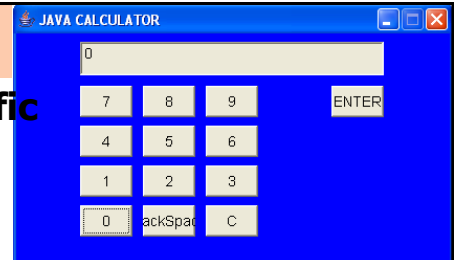 JAVA CALCULATOR
0
fic
7 8 9 ENTER
4 5 6
1 2 3
0 ackSpac C